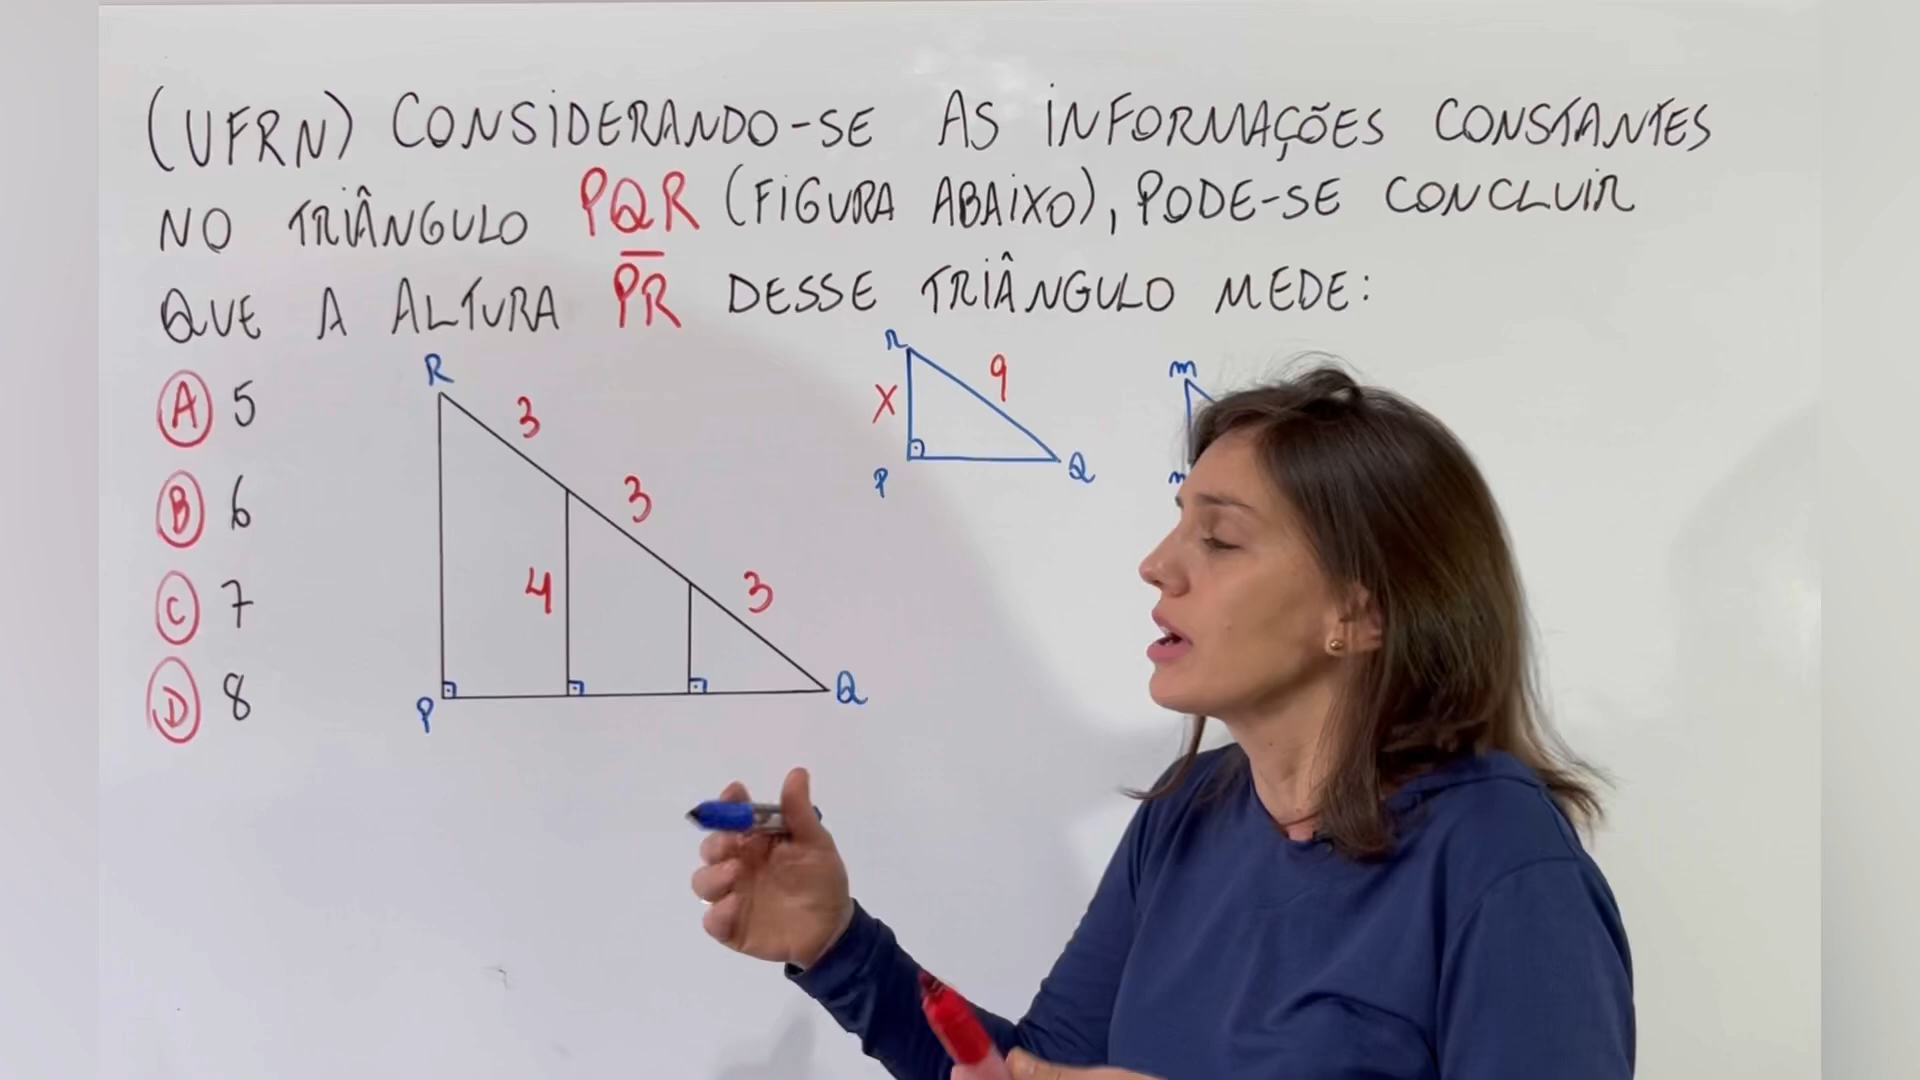 (UFRN) CONSIDERANDO-SE AS INFORMAÇÕES CONSTANTES
NO TRIÂNGULO PQR (FIGURA ABAIXO), PODE-SE CONCLUIR
QUE A ALTURA PR DESSE TRIÂNGULO MEDE:
A 5
B 6
C 7
D 8
R
3
3
4
3
P
Q
R
X
9
P
Q
m